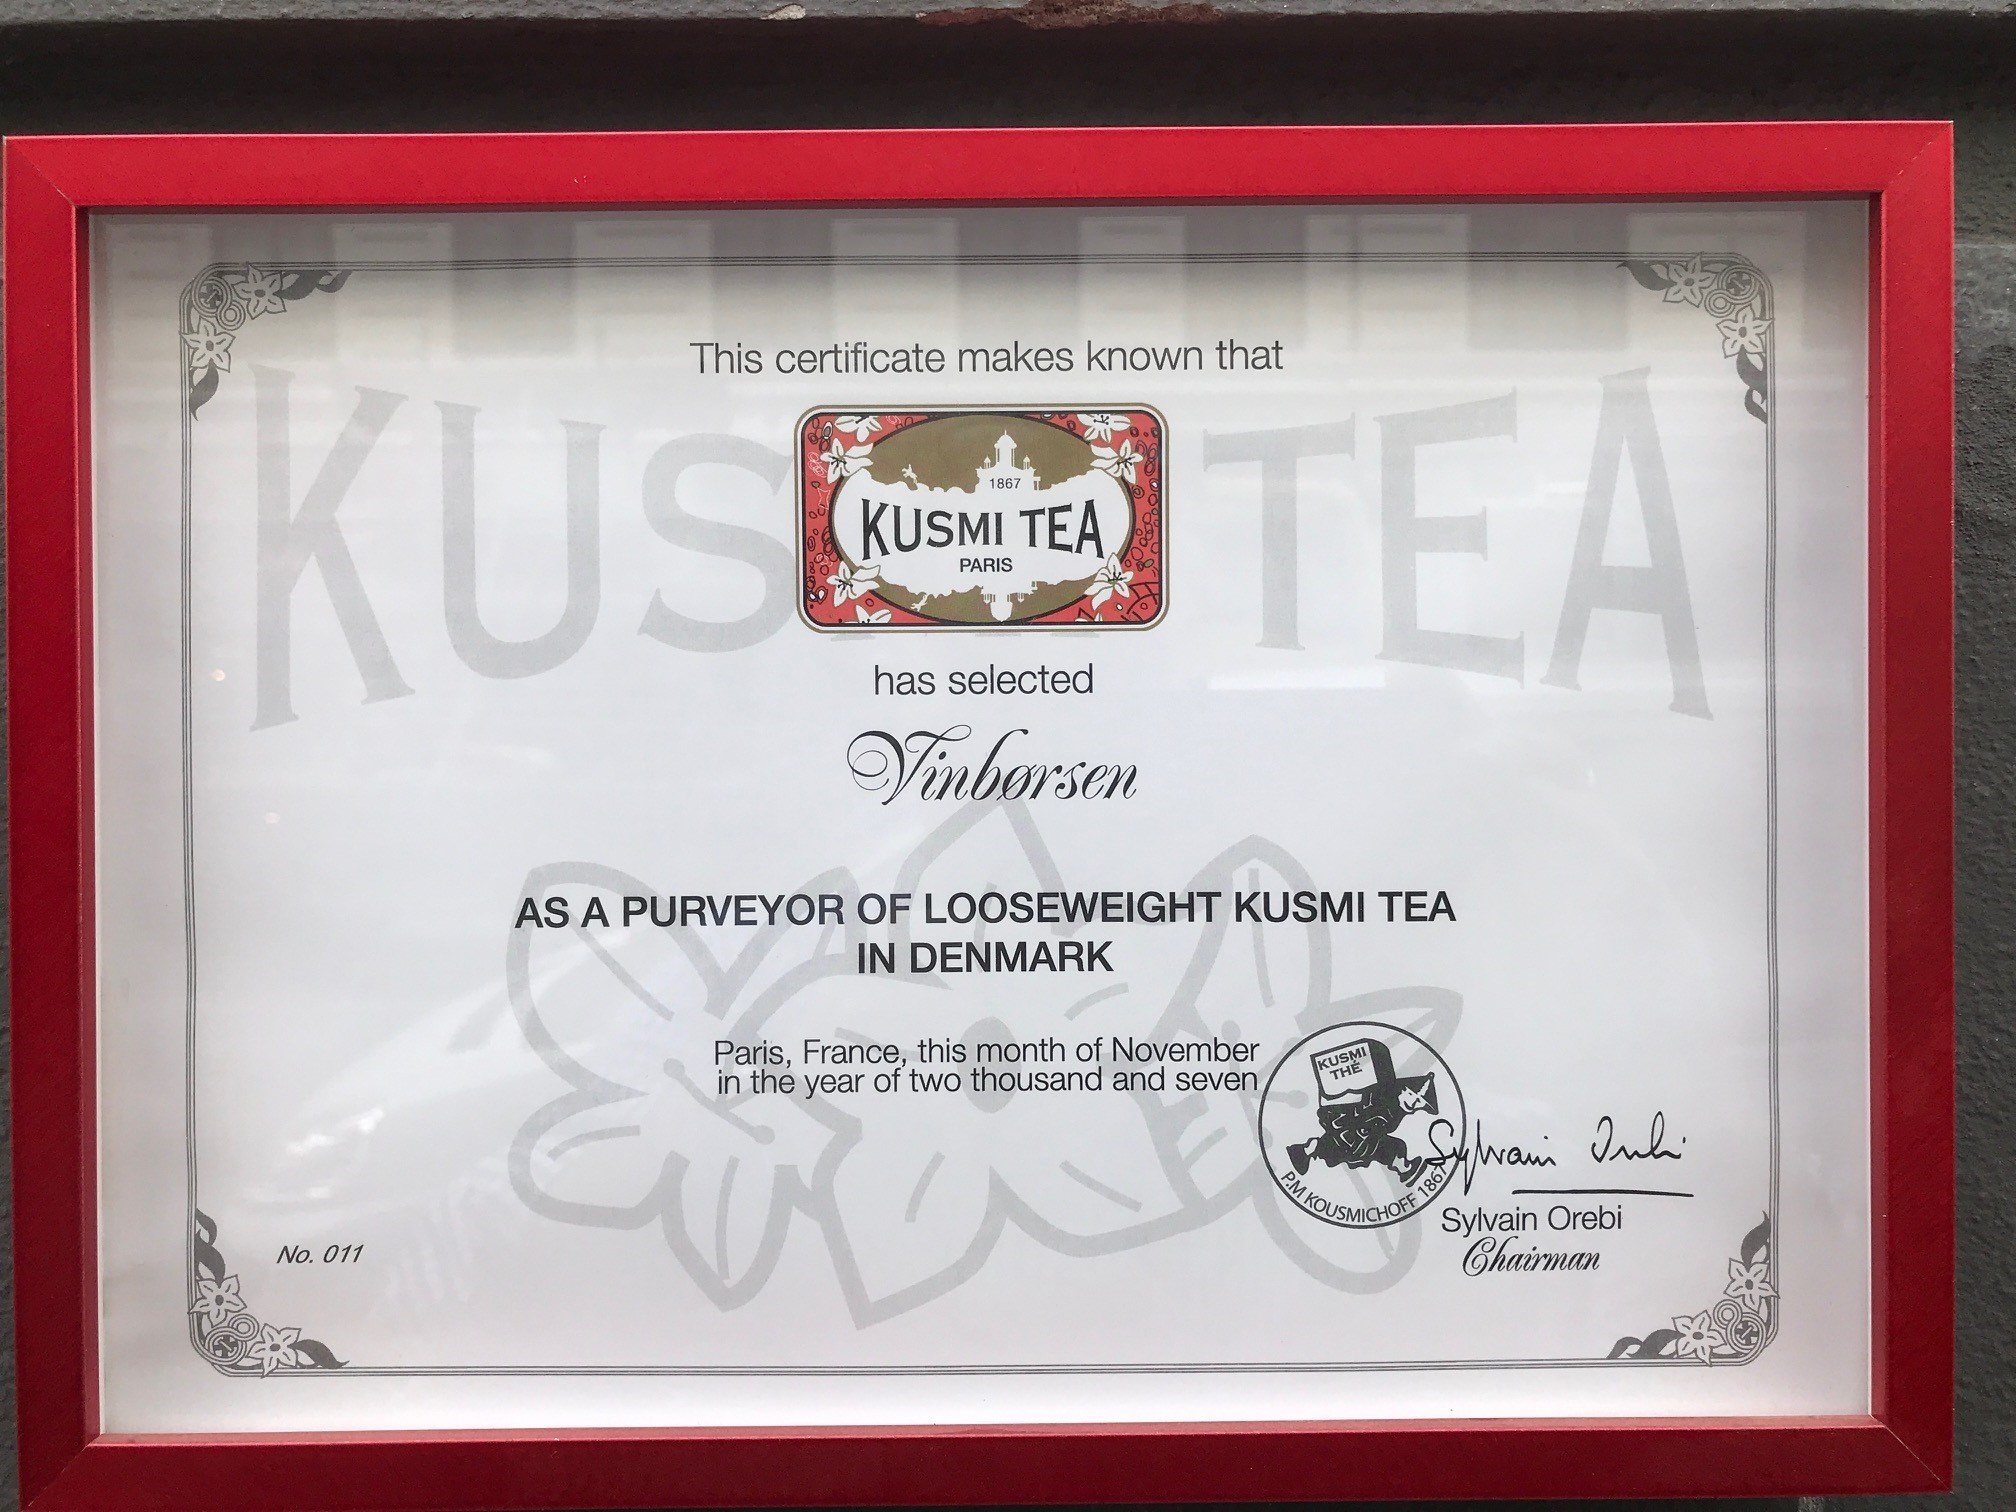 This certificate makes known that
KUSMI TEA
1867
KUSMI TEA
PARIS
has selected
Vinbørsen
AS A PURVEYOR OF LOOSEWEIGHT KUSMI TEA
IN DENMARK
Paris, France, this month of November
in the year of two thousand and seven
KUSMI
THÉ
P.M KOUSMICHOFF 1867
Sylvain Orebi
Sylvain Orebi
Chairman
No. 011